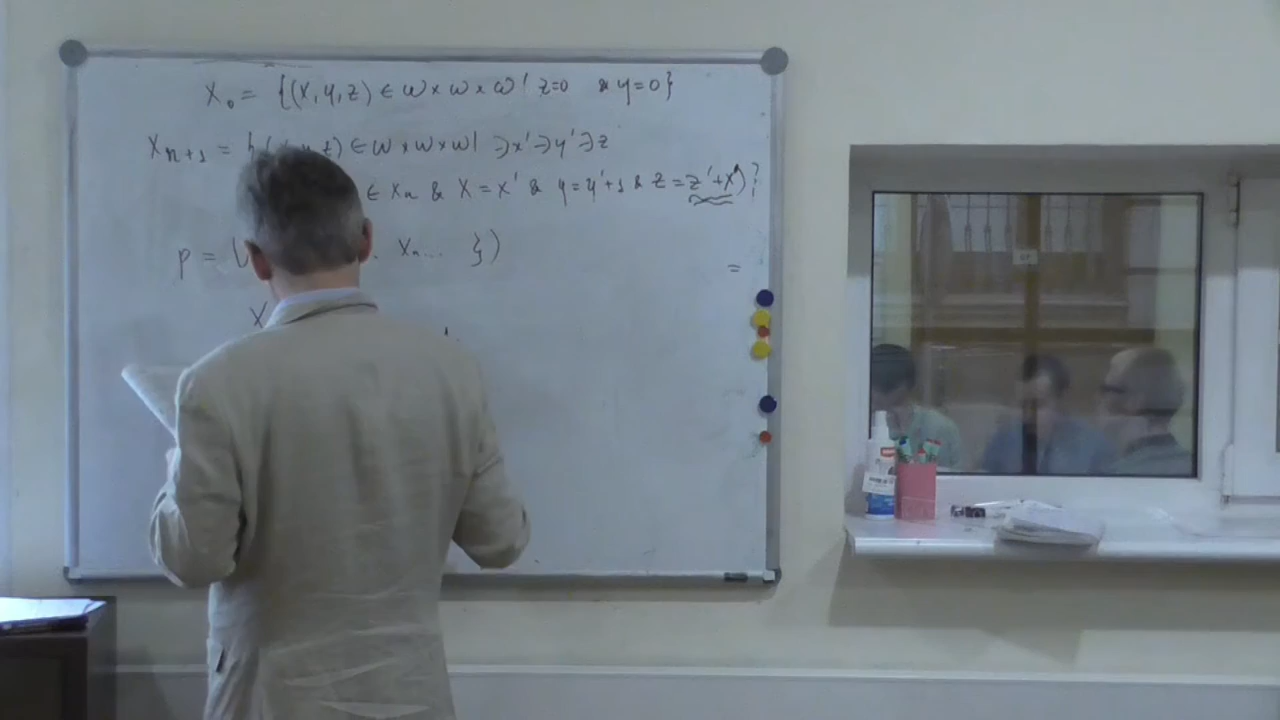 X₀ = {(x, y, z) ∈ ω × ω × ω | z=0 & y=0}
Xₙ₊₁ = {( z) ∈ ω × ω × ω | ∃x' ∃y' ∃z
∈ Xₙ & x = x' & y = y'+1 & z = z'+x')}
p = ⋃ Xₙ... })
=
X